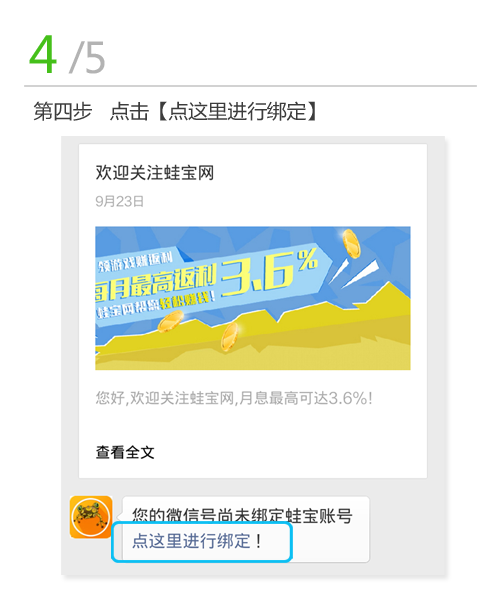 4 /5
第四步 点击【点这里进行绑定】
欢迎关注蛙宝网
9月23日
领游戏赚返利
每月最高返利3.6%
蛙宝网帮您轻松赚钱!
您好,欢迎关注蛙宝网,月息最高可达3.6%!
查看全文
您的微信号尚未绑定蛙宝账号
点这里进行绑定!